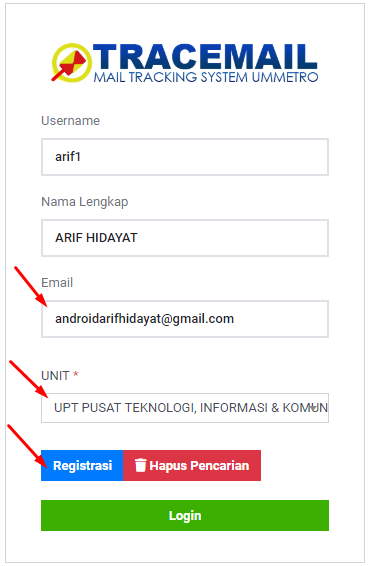 TRACEMAIL
MAIL TRACKING SYSTEM UMMETRO
Username
arif1
Nama Lengkap
ARIF HIDAYAT
Email
androidarifhidayat@gmail.com
UNIT *
UPT PUSAT TEKNOLOGI, INFORMASI & KOMUN
Registrasi Hapus Pencarian
Login